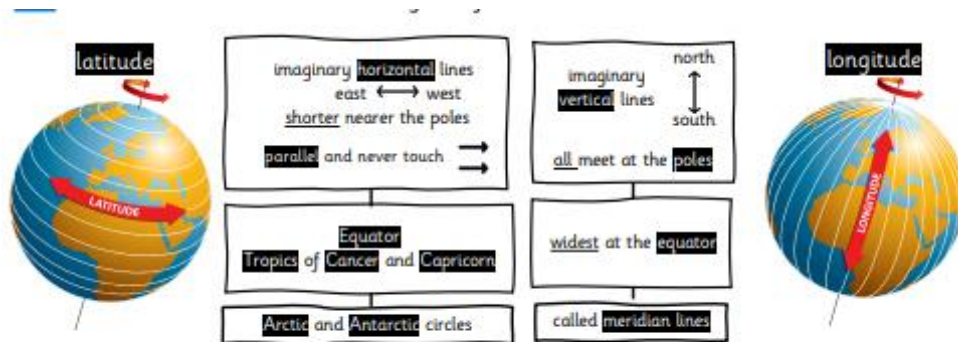 latitude
imaginary horizontal lines
east west
shorter nearer the poles
parallel and never touch
LATITUDE
Equator
Tropics of Cancer and Capricorn
Arctic and Antarctic circles
north
imaginary
vertical lines
south
all meet at the poles
widest at the equator
called meridian lines
longitude
LONGITUDE